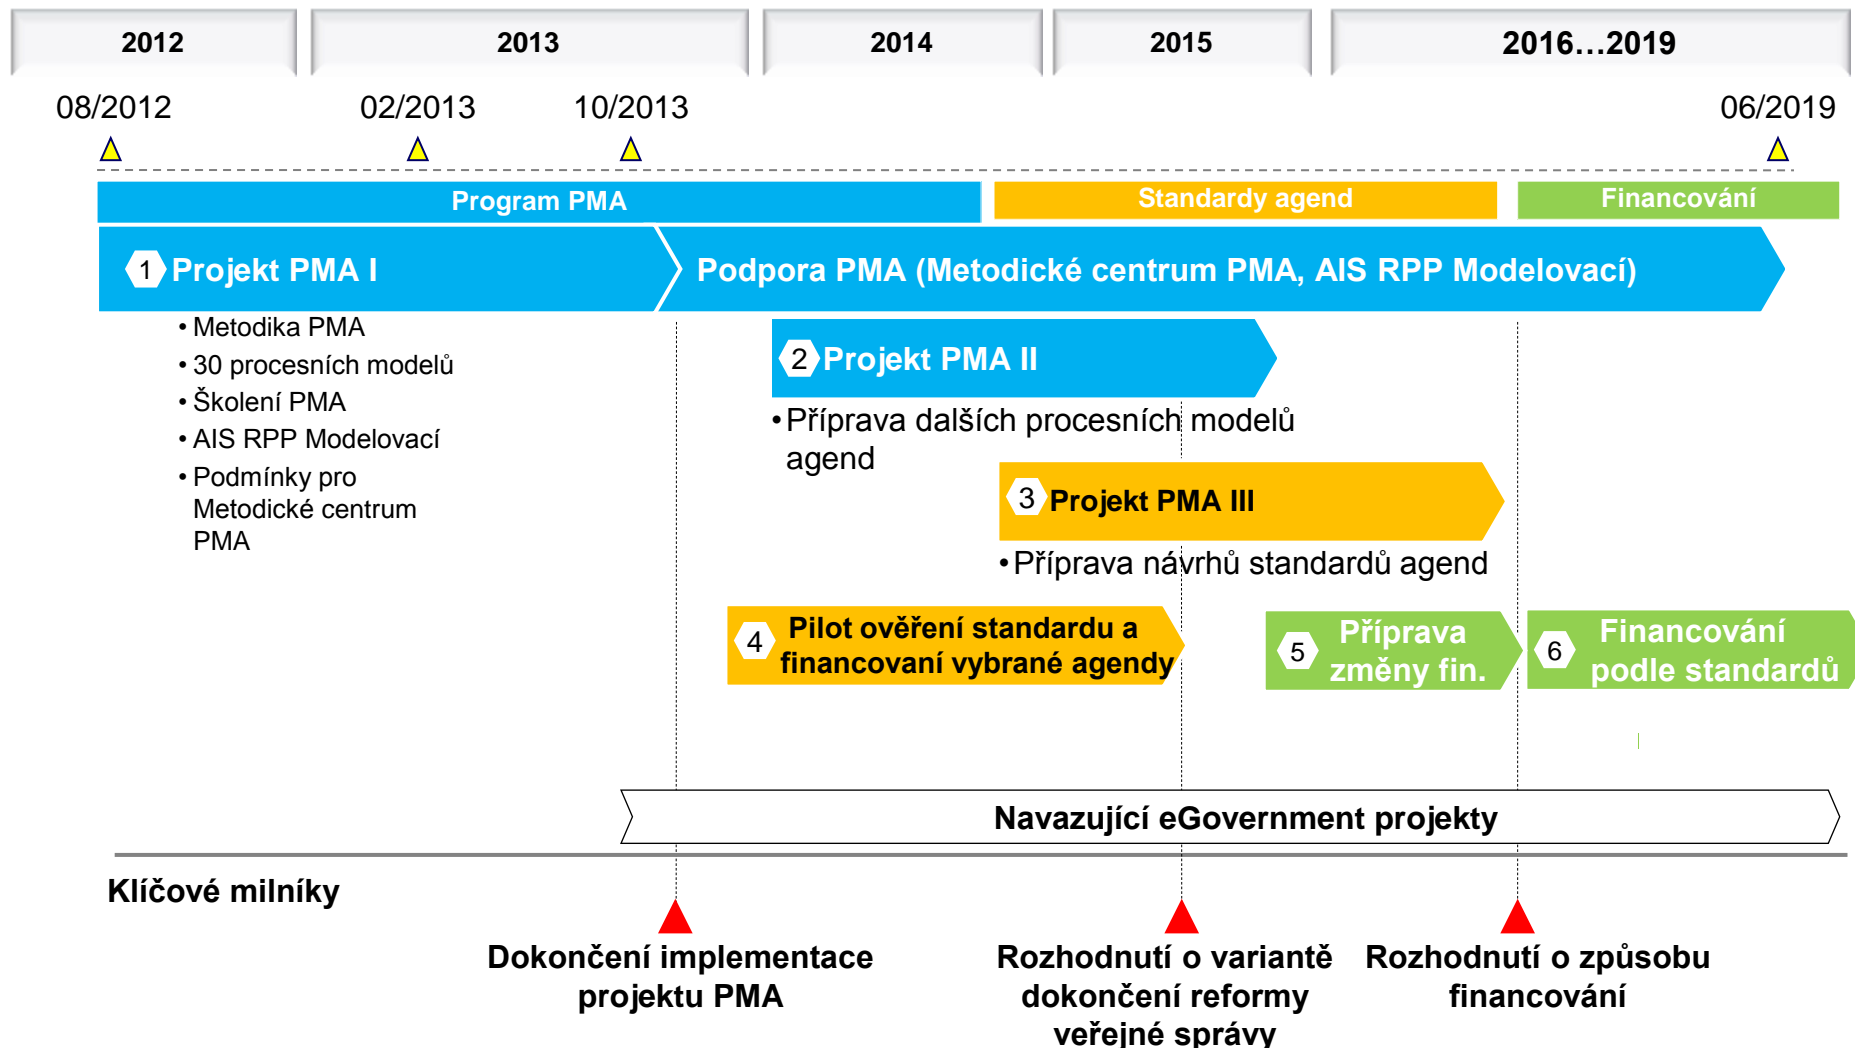 2012
2013
2014
2015
2016…2019
08/2012
02/2013
10/2013
06/2019
Program PMA
Standardy agend
Financování
1 Projekt PMA I
Podpora PMA (Metodické centrum PMA, AIS RPP Modelovací)
• Metodika PMA
• 30 procesních modelů
• Školení PMA
• AIS RPP Modelovací
• Podmínky pro
Metodické centrum
PMA
2 Projekt PMA II
• Příprava dalších procesních modelů
agend
3 Projekt PMA III
• Příprava návrhů standardů agend
4 Pilot ověření standardu a
financovaní vybrané agendy
5 Příprava
změny fin.
6 Financování
podle standardů
Navazující eGovernment projekty
Klíčové milníky
Dokončení implementace
projektu PMA
Rozhodnutí o variantě
dokončení reformy
veřejné správy
Rozhodnutí o způsobu
financování